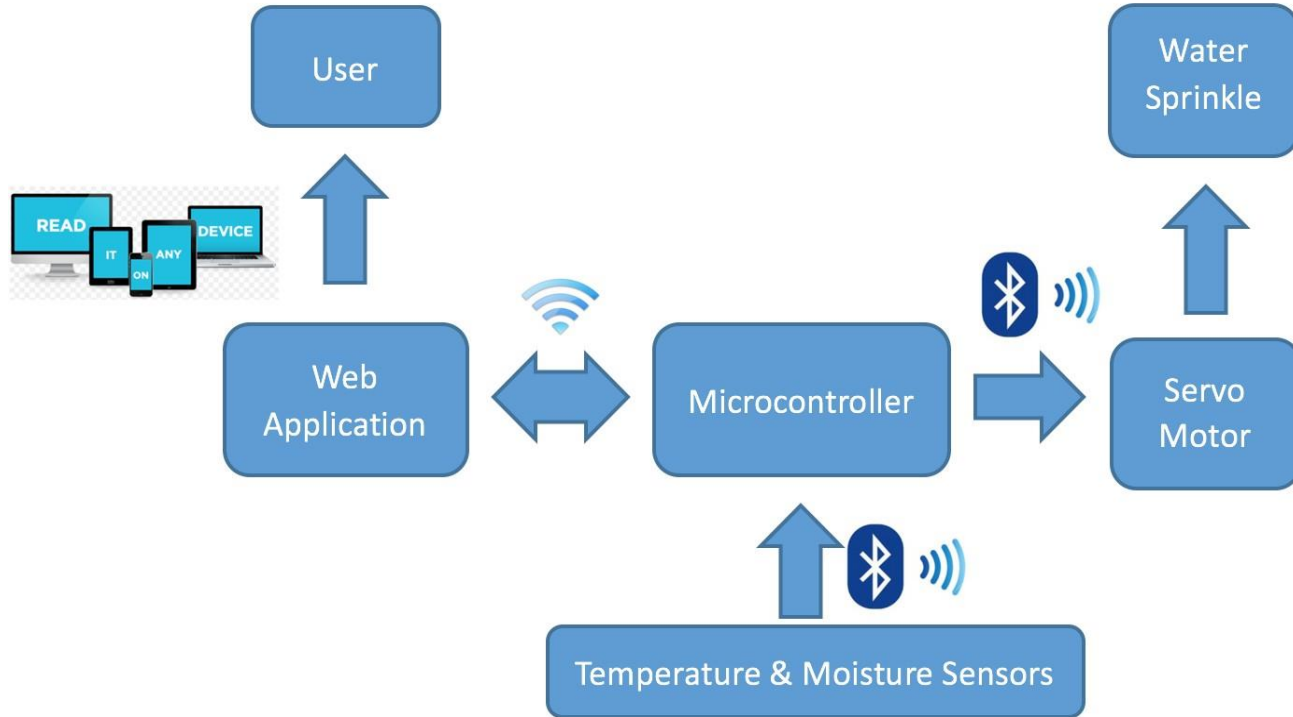 User
Water
Sprinkle
READ
IT
ON
ANY
DEVICE
Web
Application
Microcontroller
Servo
Motor
Temperature & Moisture Sensors